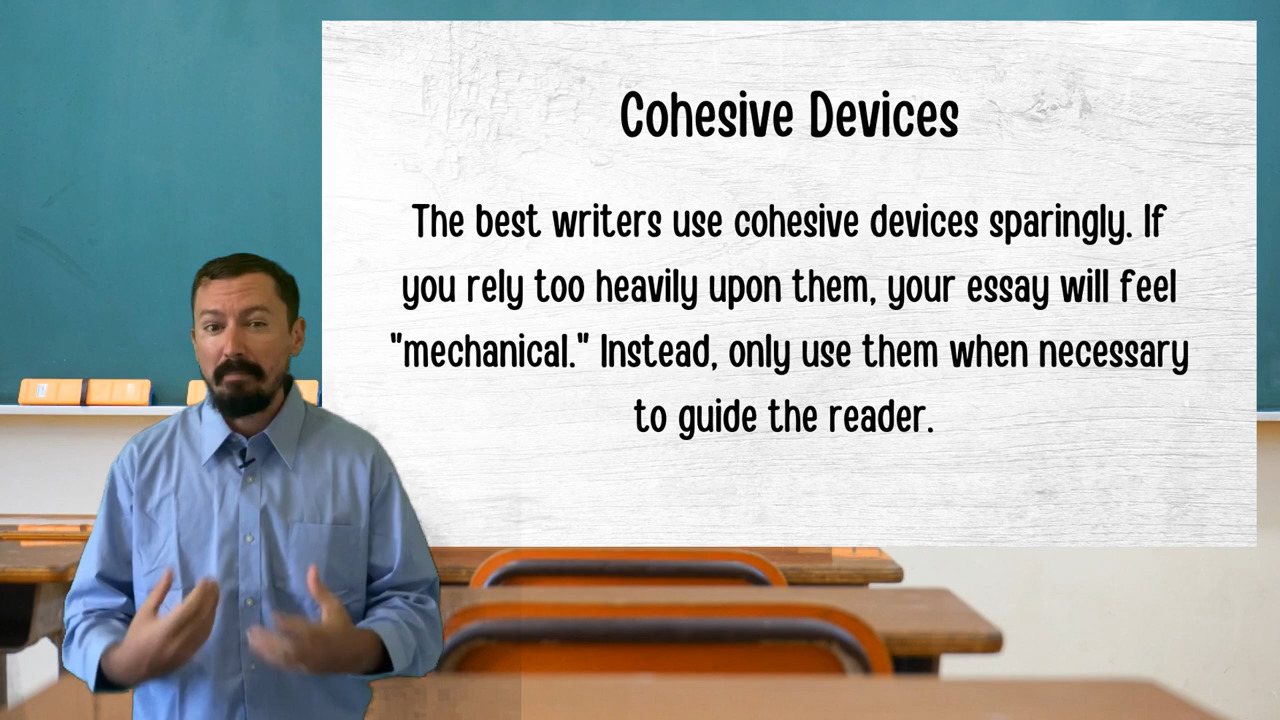 Cohesive Devices
The best writers use cohesive devices sparingly. If
you rely too heavily upon them, your essay will feel
"mechanical." Instead, only use them when necessary
to guide the reader.